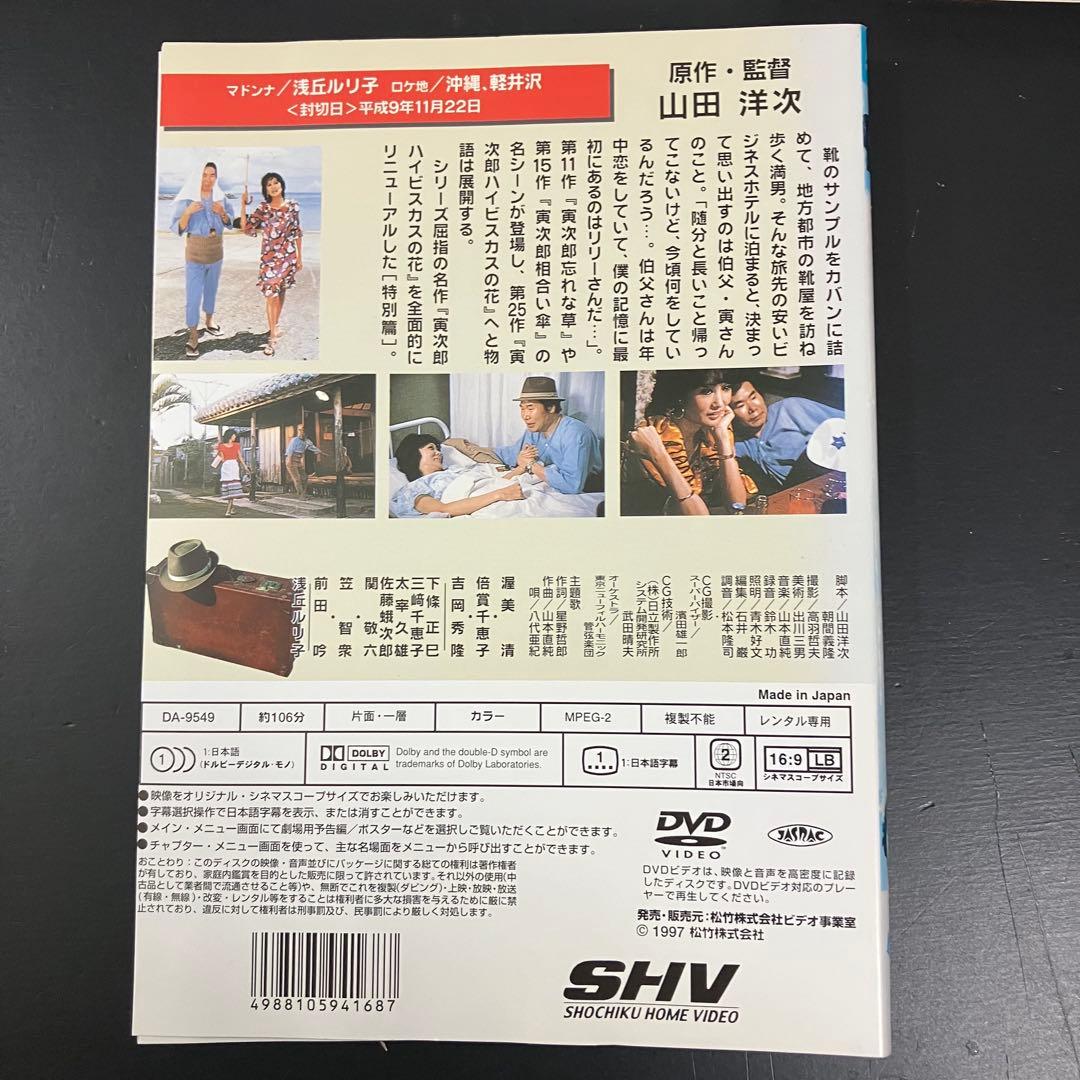 マドンナ／浅丘ルリ子 ロケ地／沖縄、軽井沢
＜封切日＞平成9年11月22日
原作・監督
山田 洋次
靴のサンプルをカバンに詰
めて、地方都市の靴屋を訪ね
歩く満男。そんな旅先の安いビ
ジネスホテルに泊まると、決まっ
て思い出すのは伯父・寅さん
のこと。「随分と長いこと帰っ
てこないけど、今頃何をしてい
るんだろう…。伯父さんは年
中恋をしていて、僕の記憶に最
初にあるのはリリーさんだ…」。
第11作『寅次郎忘れな草』や
第15作『寅次郎相合い傘』の
名シーンが登場し、第25作『寅
次郎ハイビスカスの花』へと物
語は展開する。
シリーズ屈指の名作『寅次郎
ハイビスカスの花』を全面的に
リニューアルした［特別篇］。
脚本／山田洋次
朝間義隆
撮影／高羽哲夫
美術／出川三男
音楽／山本直純
録音／鈴木 功
照明／青木好文
編集／石井 巌
調音／松本隆司
CG撮影
スーパーバイザー／
濱田雄一郎
CG技術／
（株）日立製作所
システム開発研究所
武田晴夫
オーケストラ／
東京ニューフィルハーモニック
管弦楽団
主題歌
作詞／星野哲郎
作曲／山本直純
唄／八代亜紀
渥美 清
倍賞千恵子
吉岡秀隆
下條正巳
三﨑千恵子
太宰久雄
佐藤蛾次郎
関 敬六
笠 智衆
前田 吟
浅丘ルリ子
Made in Japan
DA-9549 約106分 片面・一層 カラー MPEG-2 複製不能 レンタル専用
1 1:日本語
(ドルビーデジタル・モノ)
DOLBY
DIGITAL
Dolby and the double-D symbol are
trademarks of Dolby Laboratories.
1 1:日本語字幕
2
NTSC
日本市場向
16:9 LB
シネマスコープサイズ
●映像をオリジナル・シネマスコープサイズでお楽しみいただけます。
●字幕選択操作で日本語字幕を表示、または消すことができます。
●メイン・メニュー画面にて劇場用予告編／ポスターなどを選択しご覧いただくことができます。
●チャプター・メニュー画面を使って、主な名場面をメニューから呼び出すことができます。
おことわり：このディスクの映像・音声並びにパッケージに関する総ての権利は著作権者
が有しており、家庭内鑑賞を目的とした販売に限って許されています。それ以外の使用(中
古品として業者間で流通させること等)や、無断でこれを複製(ダビング)・上映・放映・放送
(有線・無線)・改変・レンタル等をすることは権利者に多大な損害を与えるために厳に禁
止されており、違反に対して権利者は刑事罰及び、民事罰により厳しく対処します。
DVD
VIDEO™
JASRAC
DVDビデオは、映像と音声を高密度に記録
したディスクです。DVDビデオ対応のプレー
ヤーで再生してください。
発売・販売元：松竹株式会社ビデオ事業室
© 1997 松竹株式会社
4988105941687
SHV
SHOCHIKU HOME VIDEO